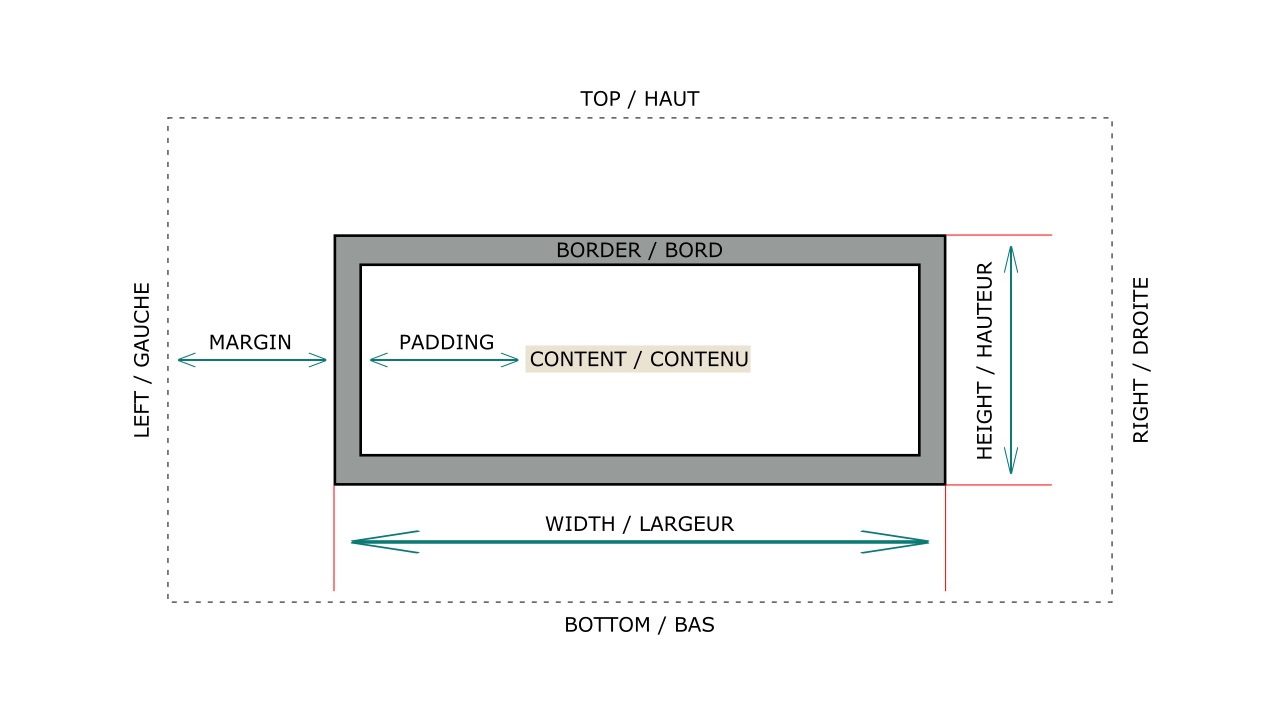 TOP / HAUT
BORDER / BORD
LEFT / GAUCHE
MARGIN
PADDING
CONTENT / CONTENU
HEIGHT / HAUTEUR
RIGHT / DROITE
WIDTH / LARGEUR
BOTTOM / BAS